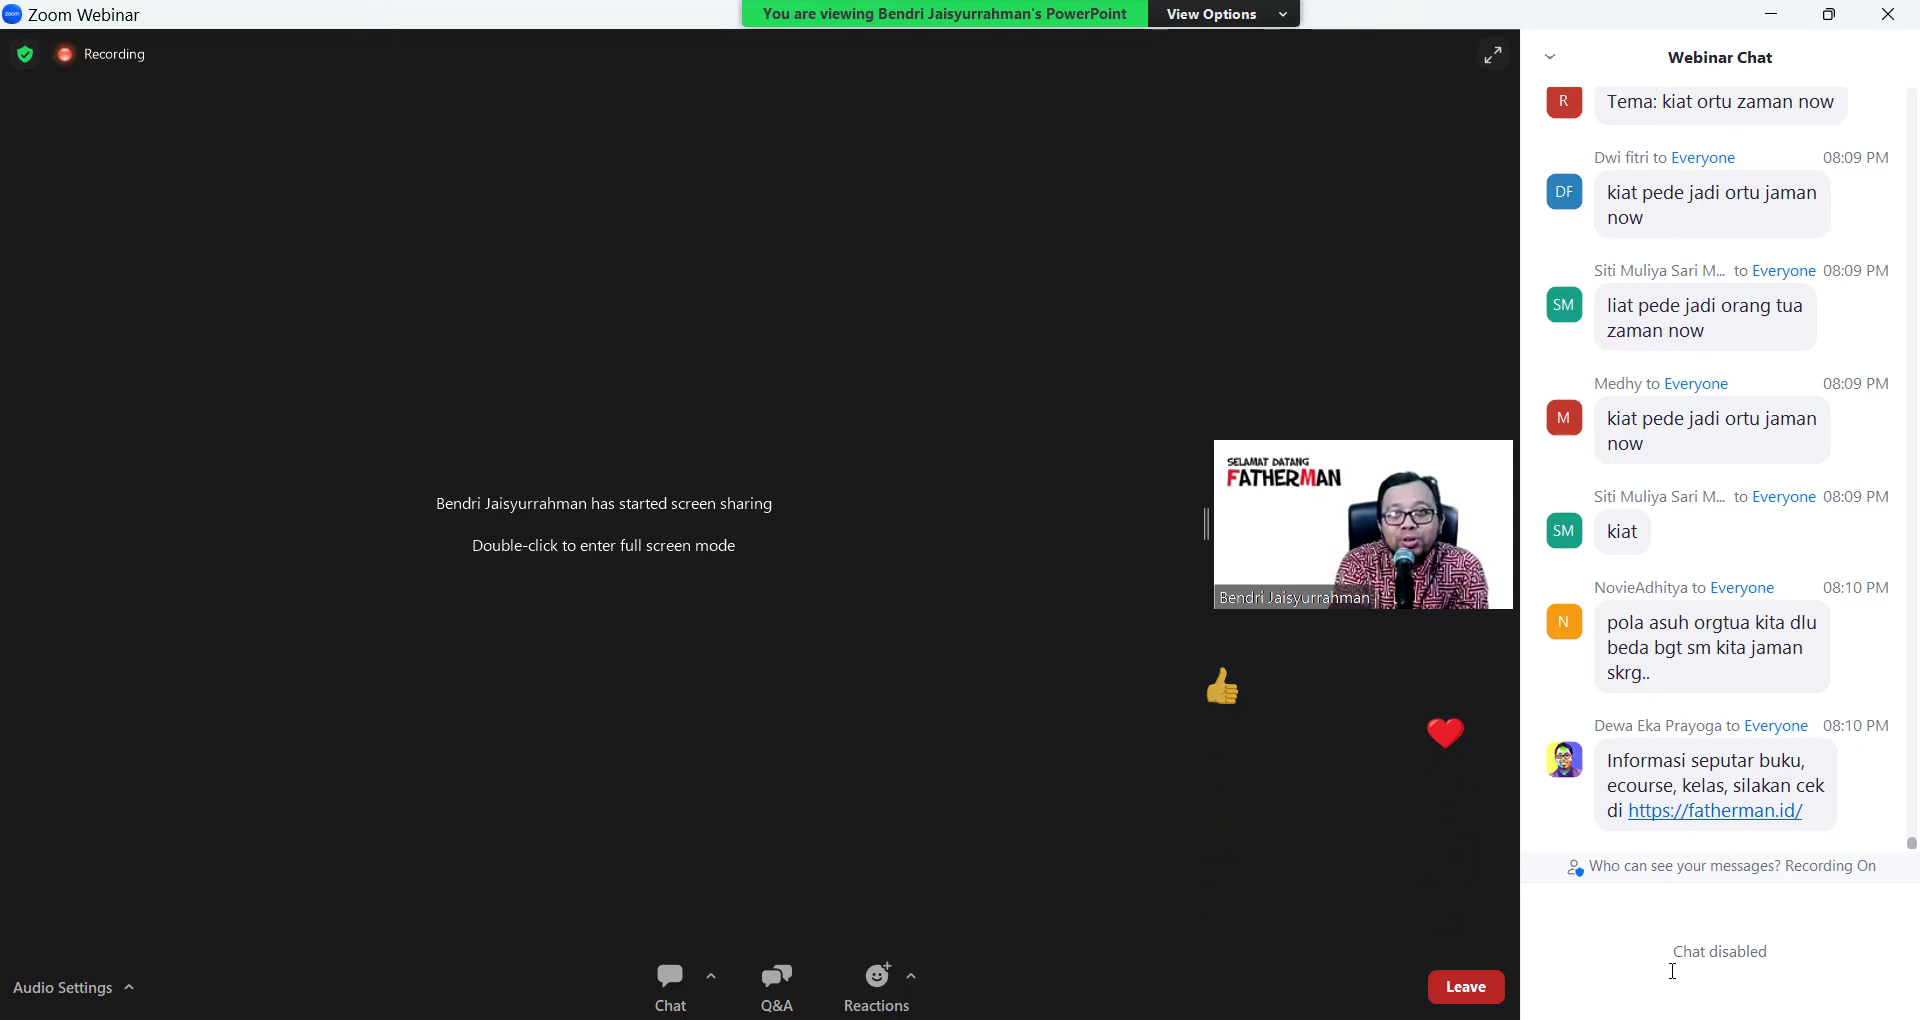 Zoom Webinar
You are viewing Bendri Jaisyurrahman's PowerPoint
View Options
Recording
Bendri Jaisyurrahman has started screen sharing
Double-click to enter full screen mode
SELAMAT DATANG
FATHERMAN
Bendri Jaisyurrahman
Audio Settings
Chat
Q&A
Reactions
Leave
Webinar Chat
R
Tema: kiat ortu zaman now
Dwi fitri to Everyone 08:09 PM
DF
kiat pede jadi ortu jaman
now
Siti Muliya Sari M... to Everyone 08:09 PM
SM
liat pede jadi orang tua
zaman now
Medhy to Everyone 08:09 PM
M
kiat pede jadi ortu jaman
now
Siti Muliya Sari M... to Everyone 08:09 PM
SM
kiat
NovieAdhitya to Everyone 08:10 PM
N
pola asuh orgtua kita dlu
beda bgt sm kita jaman
skrg..
Dewa Eka Prayoga to Everyone 08:10 PM
Informasi seputar buku,
ecourse, kelas, silakan cek
di https://fatherman.id/
Who can see your messages? Recording On
Chat disabled